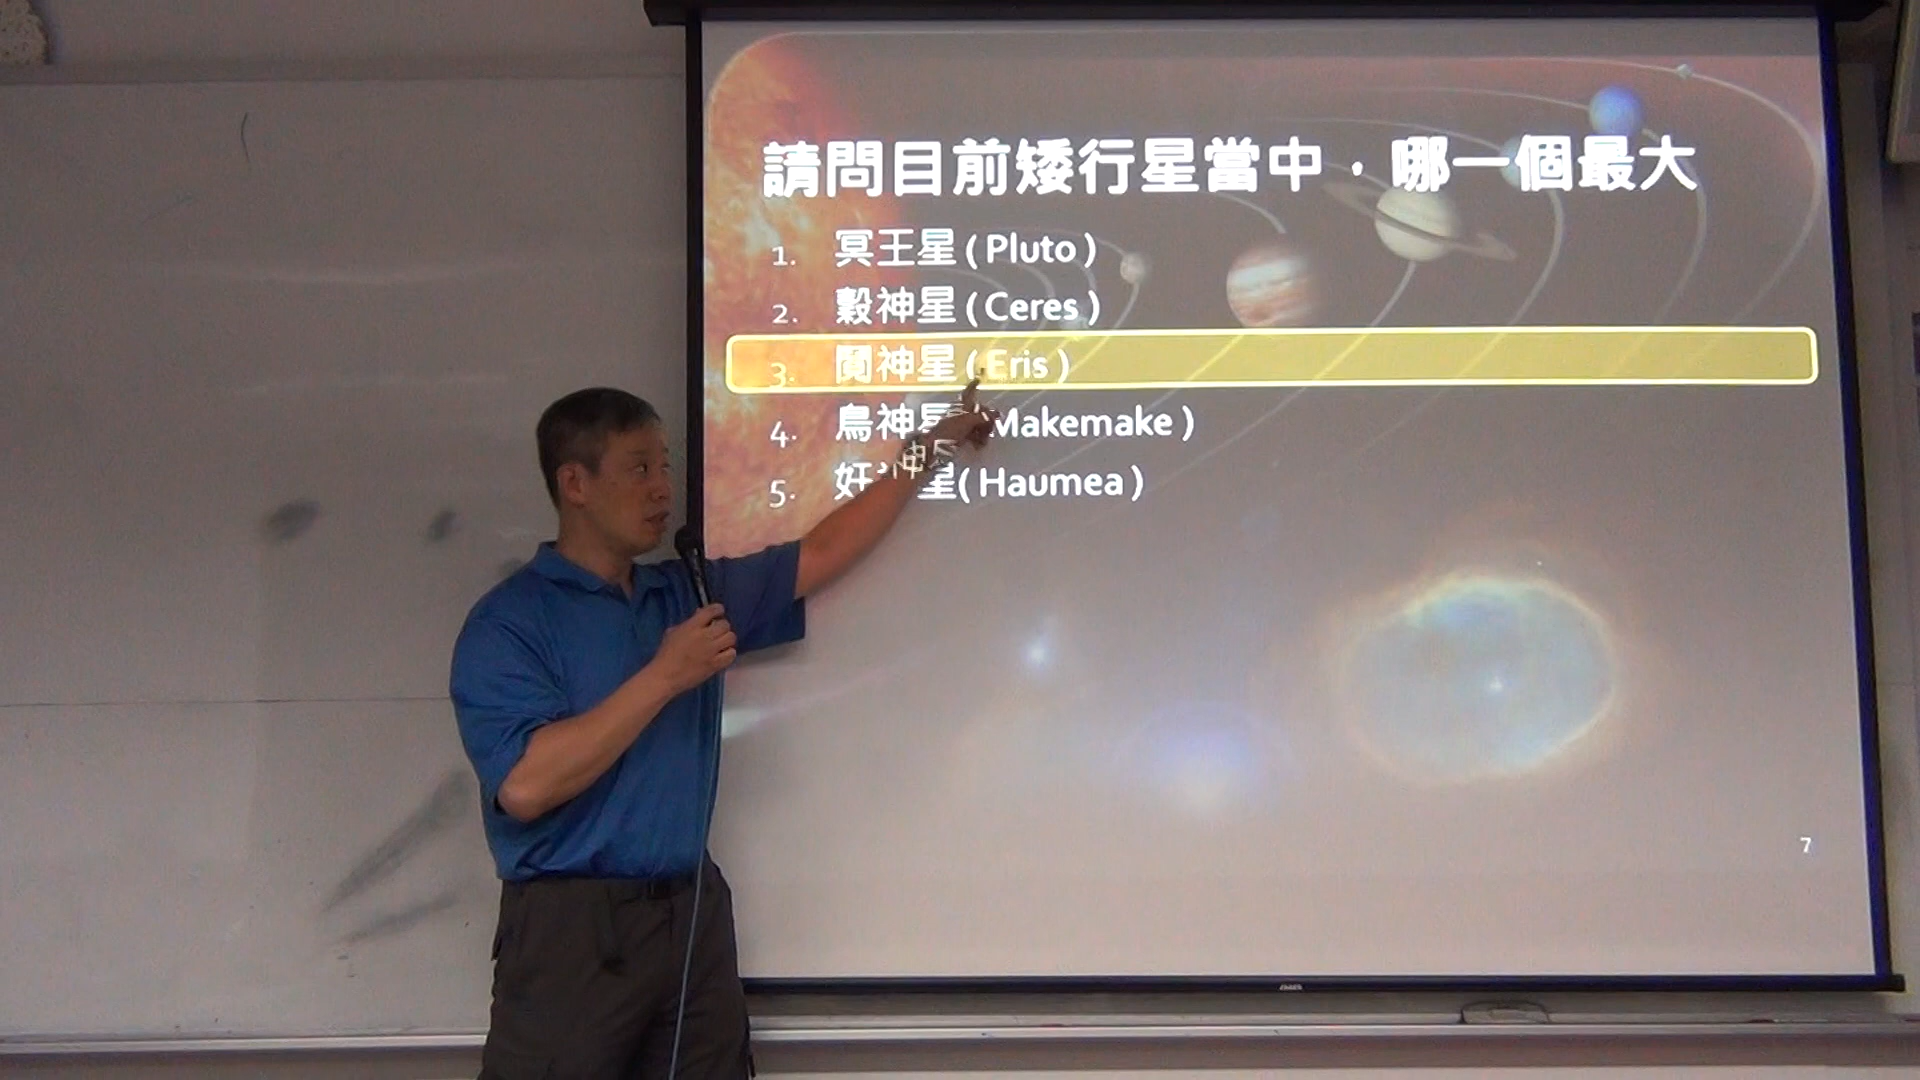 請問目前矮行星當中，哪一個最大
1. 冥王星 ( Pluto )
2. 穀神星 ( Ceres )
3. 鬩神星 ( Eris )
4. 鳥神星 ( Makemake )
5. 妊神星( Haumea )
7